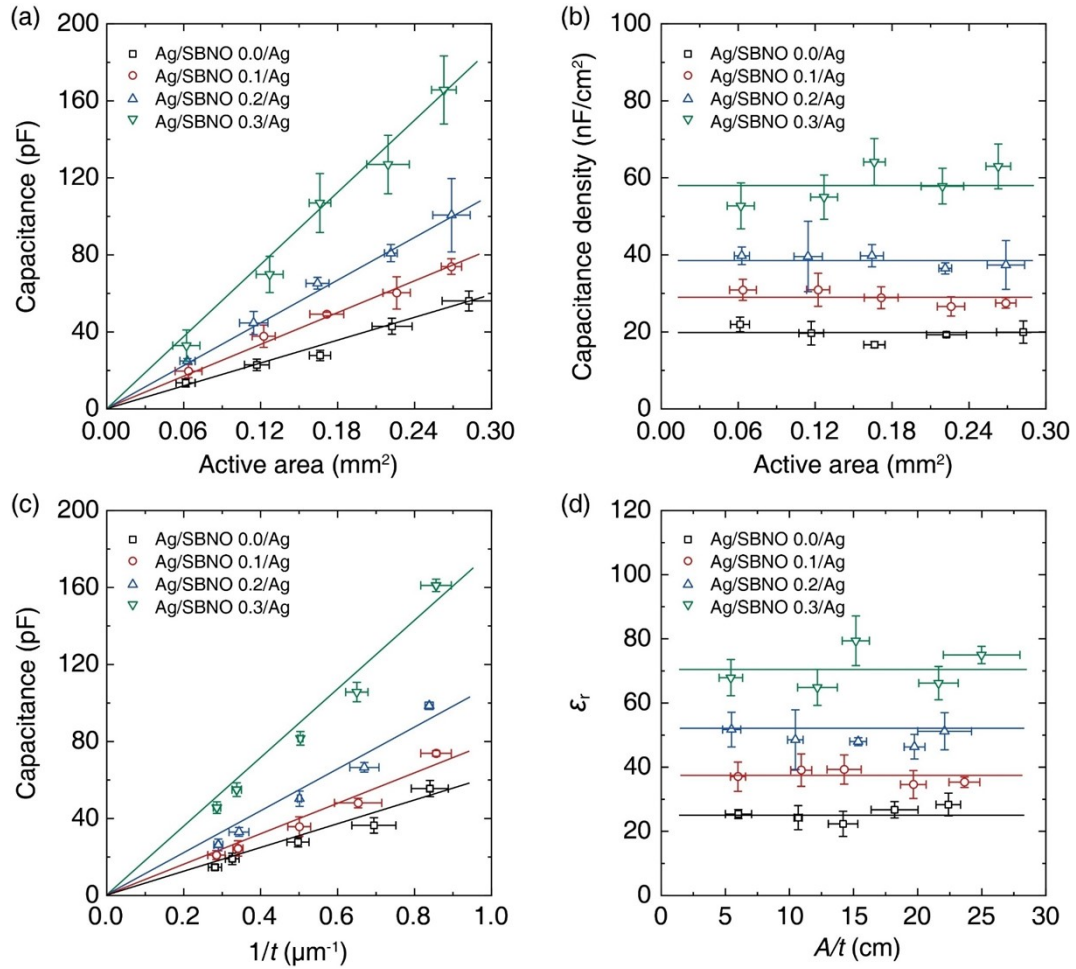 (a)
200
160
120
80
40
0
Capacitance (pF)
Ag/SBNO 0.0/Ag
Ag/SBNO 0.1/Ag
Ag/SBNO 0.2/Ag
Ag/SBNO 0.3/Ag
0.00 0.06 0.12 0.18 0.24 0.30
Active area (mm²)
(b)
100
80
60
40
20
0
Capacitance density (nF/cm²)
Ag/SBNO 0.0/Ag
Ag/SBNO 0.1/Ag
Ag/SBNO 0.2/Ag
Ag/SBNO 0.3/Ag
0.00 0.06 0.12 0.18 0.24 0.30
Active area (mm²)
(c)
200
160
120
80
40
0
Capacitance (pF)
Ag/SBNO 0.0/Ag
Ag/SBNO 0.1/Ag
Ag/SBNO 0.2/Ag
Ag/SBNO 0.3/Ag
0.0 0.2 0.4 0.6 0.8 1.0
1/t (µm⁻¹)
(d)
120
100
80
60
40
20
0
εr
Ag/SBNO 0.0/Ag
Ag/SBNO 0.1/Ag
Ag/SBNO 0.2/Ag
Ag/SBNO 0.3/Ag
0 5 10 15 20 25 30
A/t (cm)